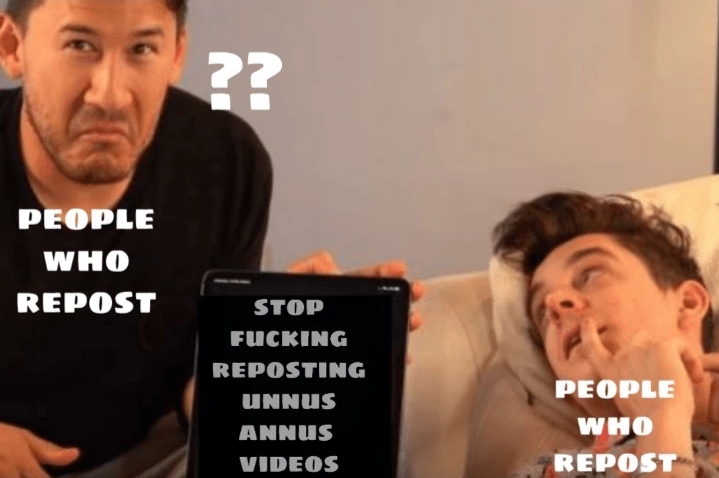 ??
PEOPLE
WHO
REPOST
STOP
FUCKING
REPOSTING
UNNUS
ANNUS
VIDEOS
PEOPLE
WHO
REPOST